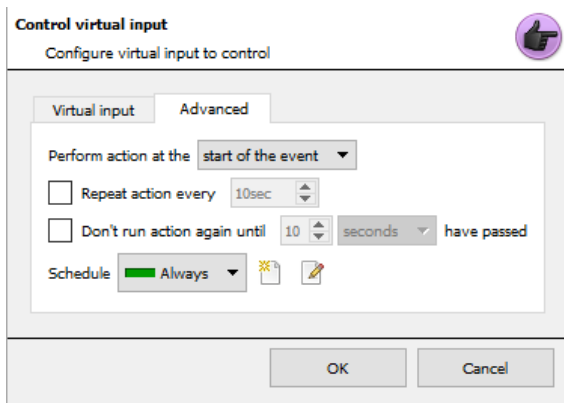 Control virtual input
Configure virtual input to control
Virtual input Advanced
Perform action at the start of the event
Repeat action every 10sec
Don't run action again until 10 seconds have passed
Schedule Always
OK Cancel